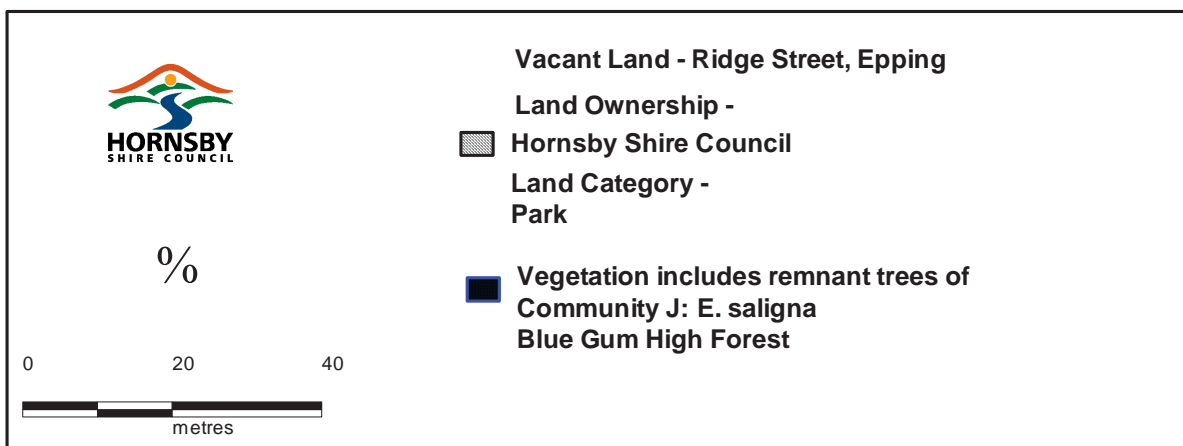 HORNSBY
SHIRE COUNCIL
%
0 20 40
metres
Vacant Land - Ridge Street, Epping
Land Ownership -
Hornsby Shire Council
Land Category -
Park
Vegetation includes remnant trees of
Community J: E. saligna
Blue Gum High Forest